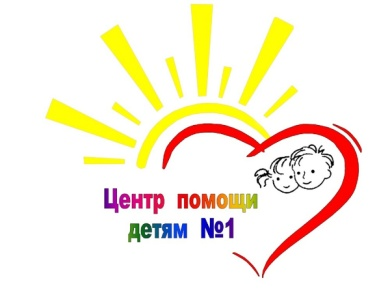 Центр помощи
детям №1